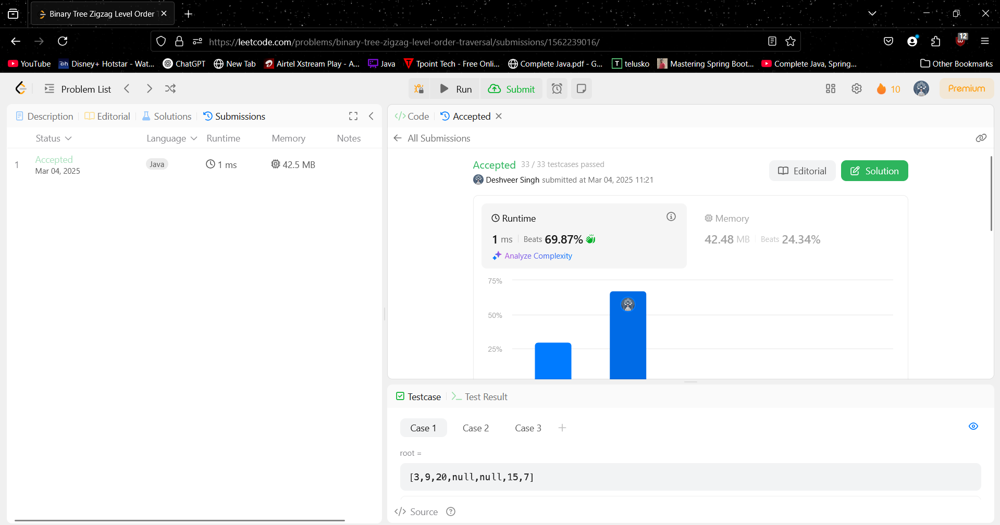 Binary Tree Zigzag Level Order
https://leetcode.com/problems/binary-tree-zigzag-level-order-traversal/submissions/1562239016/
12
YouTube Disney+ Hotstar - Wat... ChatGPT New Tab Airtel Xstream Play - A... Java Tpoint Tech - Free Onli... Complete Java.pdf - G... telusko Mastering Spring Boot... Complete Java, Spring... Other Bookmarks
Problem List Run Submit 10 Premium
Description Editorial Solutions Submissions
Status Language Runtime Memory Notes
1 Accepted Java 1 ms 42.5 MB
Mar 04, 2025
Code Accepted
All Submissions
Accepted 33 / 33 testcases passed
Deshveer Singh submitted at Mar 04, 2025 11:21
Editorial Solution
Runtime
1 ms Beats 69.87%
Analyze Complexity
Memory
42.48 MB Beats 24.34%
75%
50%
25%
Testcase Test Result
Case 1 Case 2 Case 3
root =
[3,9,20,null,null,15,7]
Source